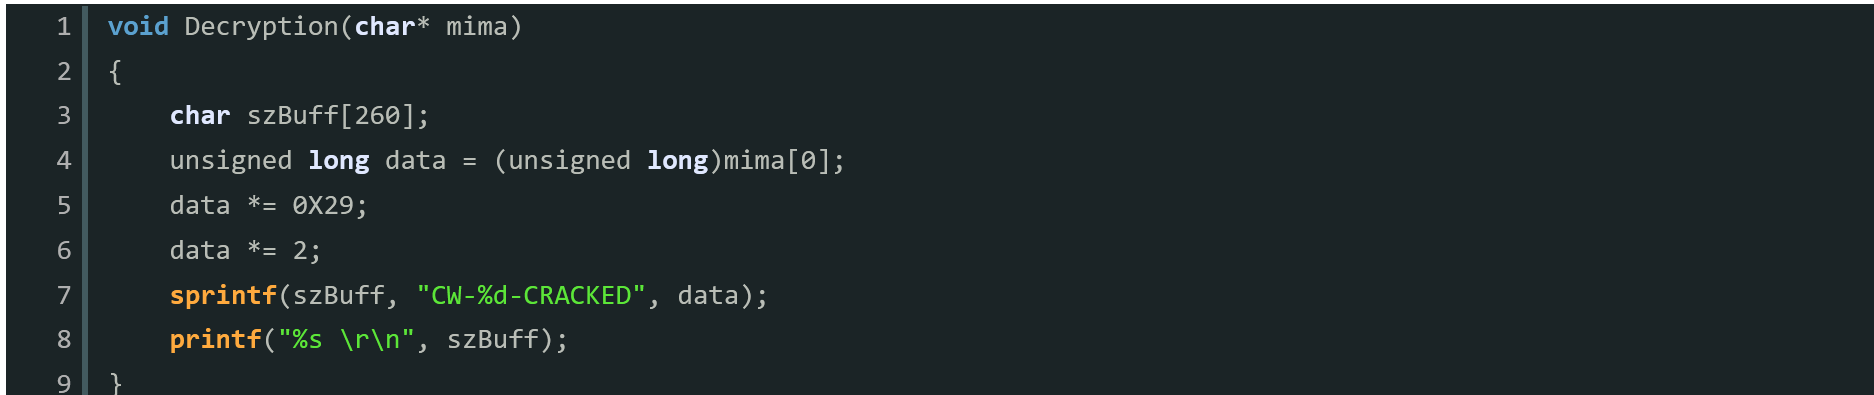 1 void Decryption(char* mima)
2 {
3     char szBuff[260];
4     unsigned long data = (unsigned long)mima[0];
5     data *= 0X29;
6     data *= 2;
7     sprintf(szBuff, "CW-%d-CRACKED", data);
8     printf("%s \r\n", szBuff);
9 }